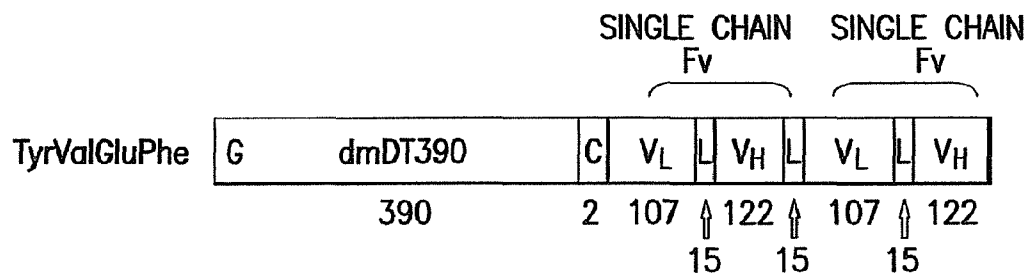 SINGLE CHAIN SINGLE CHAIN
Fv Fv
TyrValGluPhe G dmDT390 C VL L VH L VL L VH
390 2 107 122 107 122
15 15 15